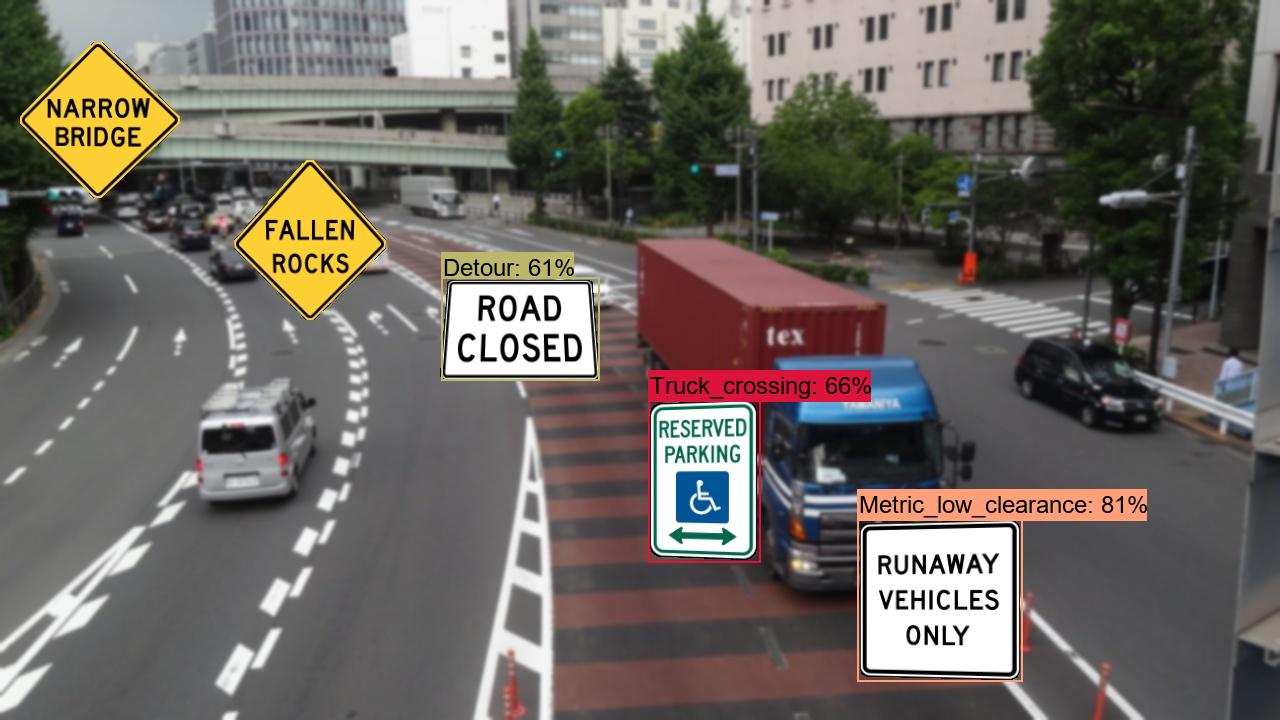 NARROW
BRIDGE
FALLEN
ROCKS
Detour: 61%
ROAD
CLOSED
tex
Truck_crossing: 66%
RESERVED
PARKING
Metric_low_clearance: 81%
RUNAWAY
VEHICLES
ONLY